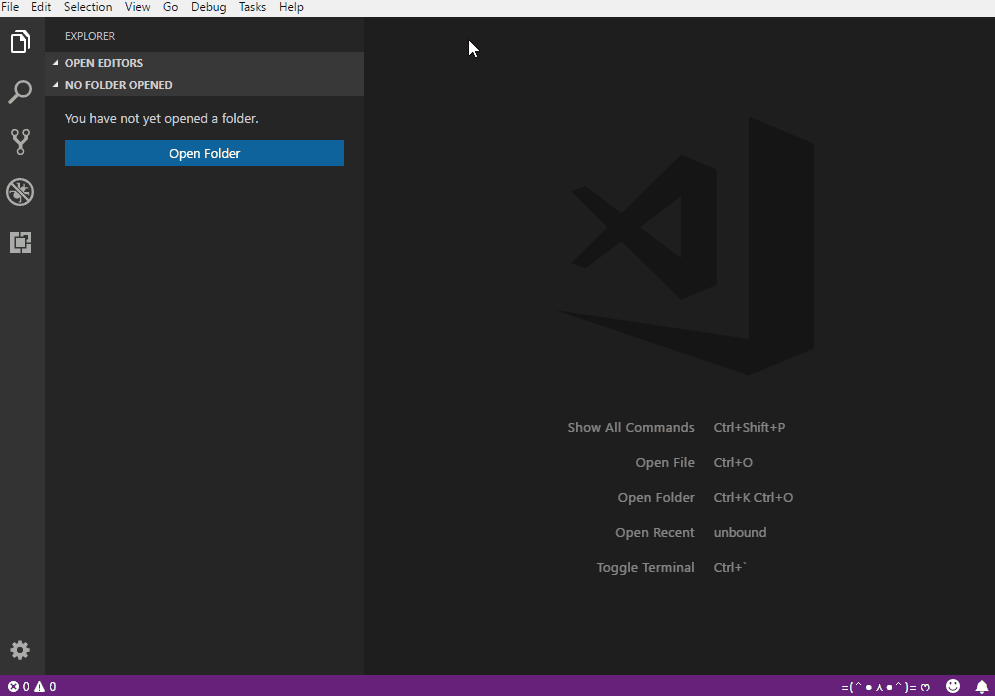 File Edit Selection View Go Debug Tasks Help
EXPLORER
OPEN EDITORS
NO FOLDER OPENED
You have not yet opened a folder.
Open Folder
Show All Commands Ctrl+Shift+P
Open File Ctrl+O
Open Folder Ctrl+K Ctrl+O
Open Recent unbound
Toggle Terminal Ctrl+`
0 0 =(^●⋏●^)= ო